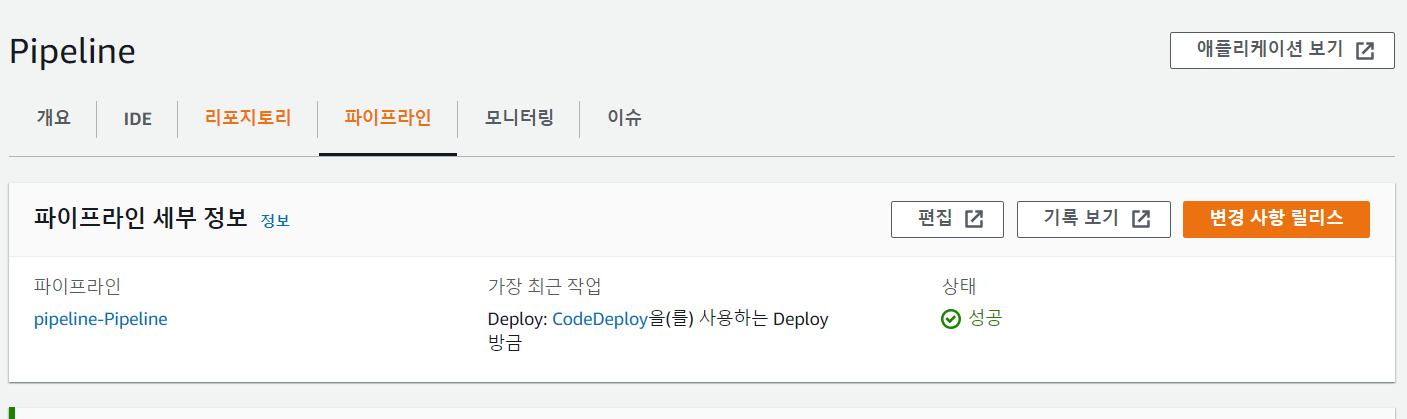 Pipeline
애플리케이션 보기
개요
IDE
리포지토리
파이프라인
모니터링
이슈
파이프라인 세부 정보 정보
편집
기록 보기
변경 사항 릴리스
파이프라인
pipeline-Pipeline
가장 최근 작업
Deploy: CodeDeploy을(를) 사용하는 Deploy
방금
상태
성공